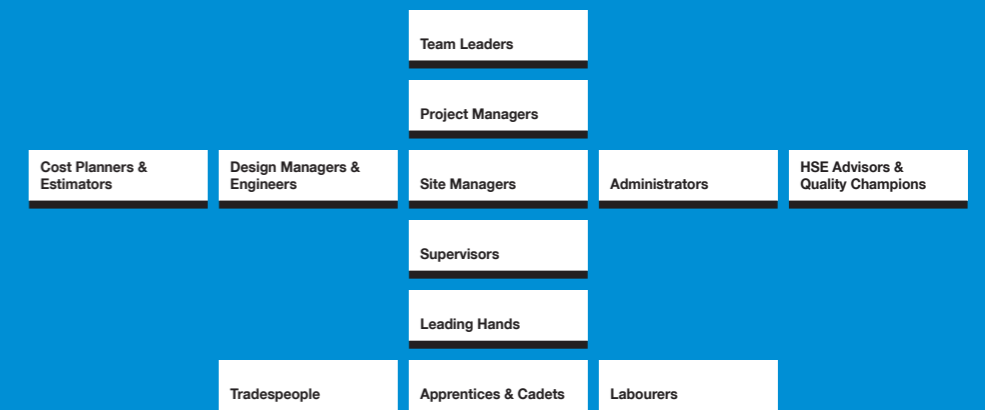 Team Leaders
Project Managers
Cost Planners &
Estimators
Design Managers &
Engineers
Site Managers
Administrators
HSE Advisors &
Quality Champions
Supervisors
Leading Hands
Tradespeople
Apprentices & Cadets
Labourers